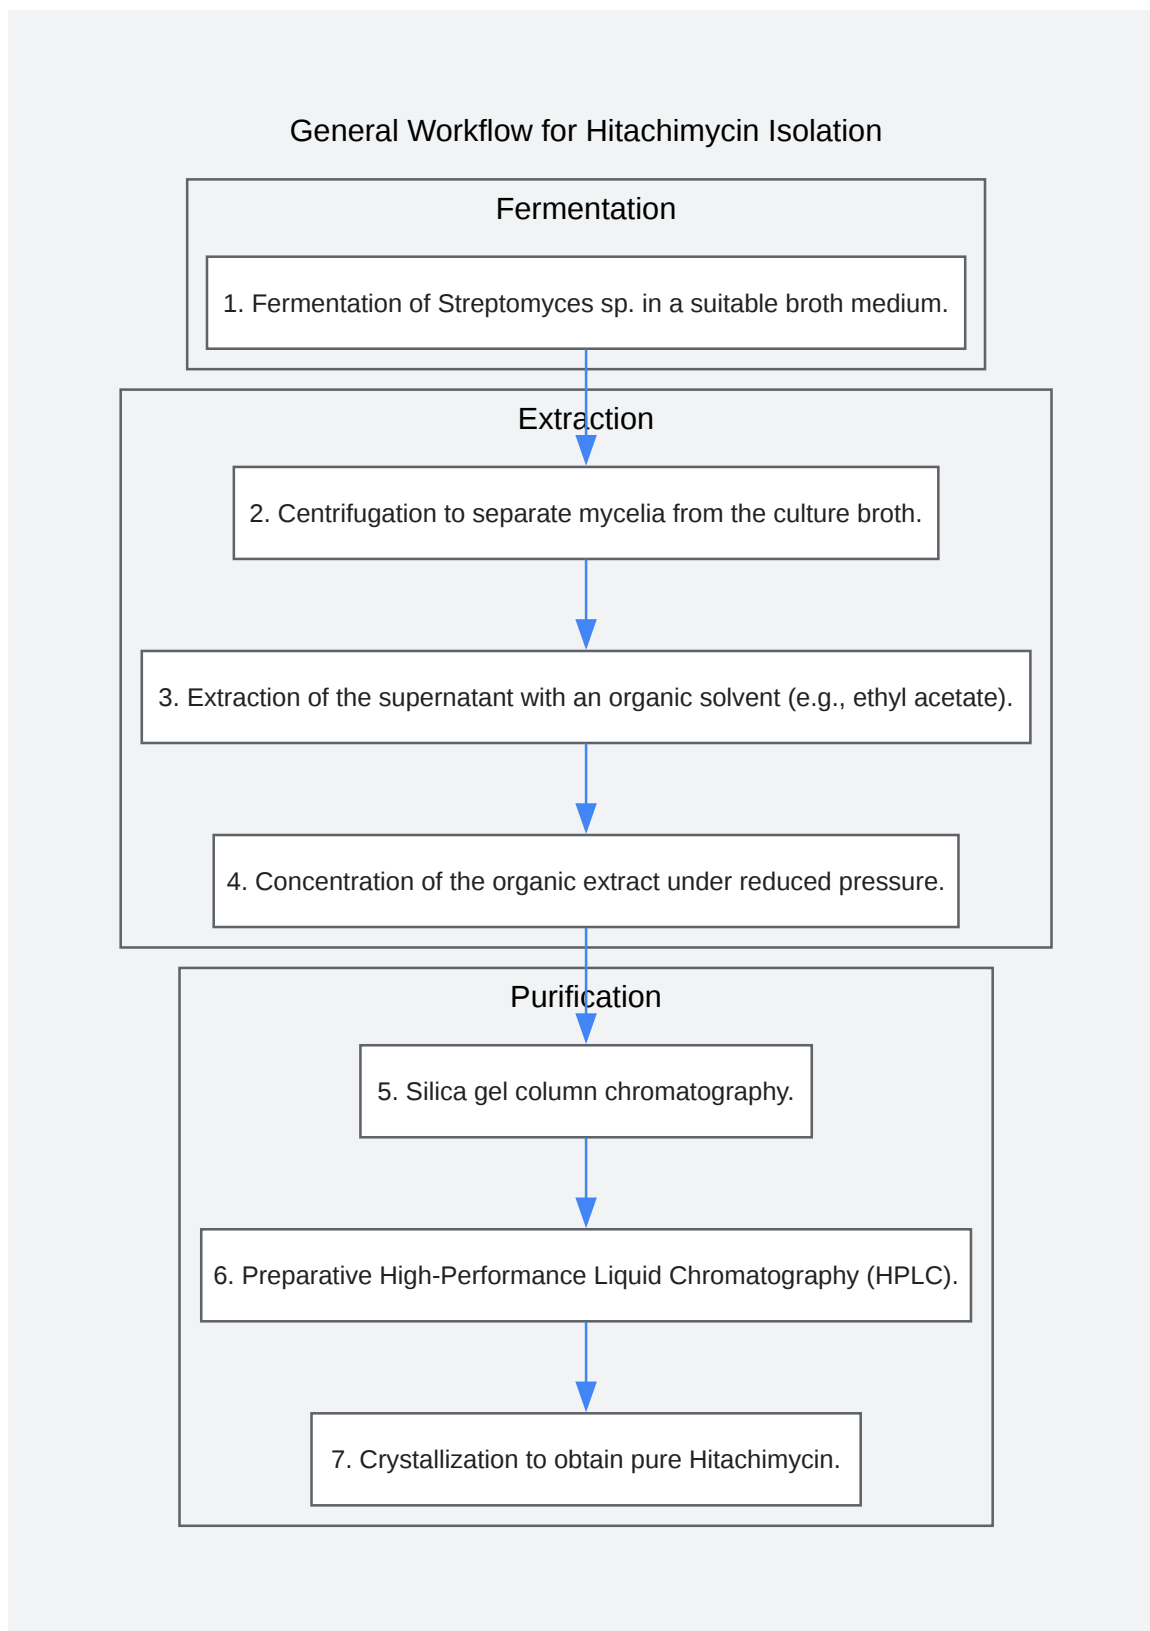 General Workflow for Hitachimycin Isolation
Fermentation
1. Fermentation of Streptomyces sp. in a suitable broth medium.
Extraction
2. Centrifugation to separate mycelia from the culture broth.
3. Extraction of the supernatant with an organic solvent (e.g., ethyl acetate).
4. Concentration of the organic extract under reduced pressure.
Purification
5. Silica gel column chromatography.
6. Preparative High-Performance Liquid Chromatography (HPLC).
7. Crystallization to obtain pure Hitachimycin.